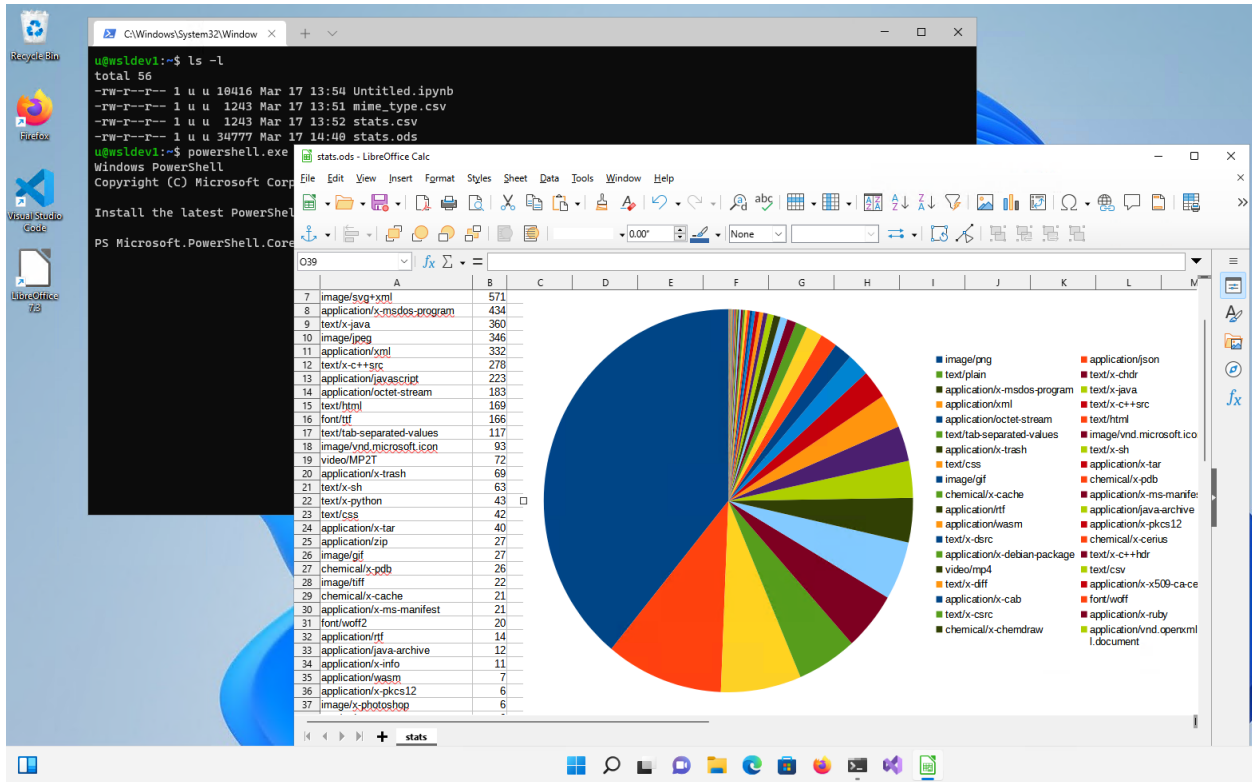 Recycle Bin
Firefox
Visual Studio
Code
LibreOffice
7.3
C:\Windows\System32\Window
u@wsldev1:~$ ls -l
total 56
-rw-r--r-- 1 u u 10416 Mar 17 13:54 Untitled.ipynb
-rw-r--r-- 1 u u  1243 Mar 17 13:51 mime_type.csv
-rw-r--r-- 1 u u  1243 Mar 17 13:52 stats.csv
-rw-r--r-- 1 u u 34777 Mar 17 14:40 stats.ods
u@wsldev1:~$ powershell.exe
Windows PowerShell
Copyright (C) Microsoft Corp
Install the latest PowerShel
PS Microsoft.PowerShell.Core
stats.ods - LibreOffice Calc
File Edit View Insert Format Styles Sheet Data Tools Window Help
0.00° None
O39
A B C D E F G H I J K L M
7 image/svg+xml 571
8 application/x-msdos-program 434
9 text/x-java 360
10 image/jpeg 346
11 application/xml 332
12 text/x-c++src 278
13 application/javascript 223
14 application/octet-stream 183
15 text/html 169
16 font/ttf 166
17 text/tab-separated-values 117
18 image/vnd.microsoft.icon 93
19 video/MP2T 72
20 application/x-trash 69
21 text/x-sh 63
22 text/x-python 43
23 text/css 42
24 application/x-tar 40
25 application/zip 27
26 image/gif 27
27 chemical/x-pdb 26
28 image/tiff 22
29 chemical/x-cache 21
30 application/x-ms-manifest 21
31 font/woff2 20
32 application/rtf 14
33 application/java-archive 12
34 application/x-info 11
35 application/wasm 7
36 application/x-pkcs12 6
37 image/x-photoshop 6
image/png application/json
text/plain text/x-chdr
application/x-msdos-program text/x-java
application/xml text/x-c++src
application/octet-stream text/html
text/tab-separated-values image/vnd.microsoft.ico
application/x-trash text/x-sh
text/css application/x-tar
image/gif chemical/x-pdb
chemical/x-cache application/x-ms-manifes
application/rtf application/java-archive
application/wasm application/x-pkcs12
text/x-dsrc chemical/x-cerius
application/x-debian-package text/x-c++hdr
video/mp4 text/csv
text/x-diff application/x-x509-ca-ce
application/x-cab font/woff
text/x-csrc application/x-ruby
chemical/x-chemdraw application/vnd.openxml
l.document
stats